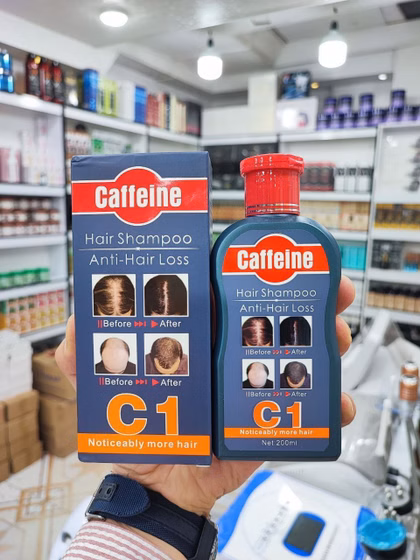 Caffeine
Hair Shampoo
Anti-Hair Loss
Before
After
Before
After
C1
Noticeably more hair
Caffeine
Hair Shampoo
Anti-Hair Loss
Before
After
Before
After
C1
Noticeably more hair
Net 200ml